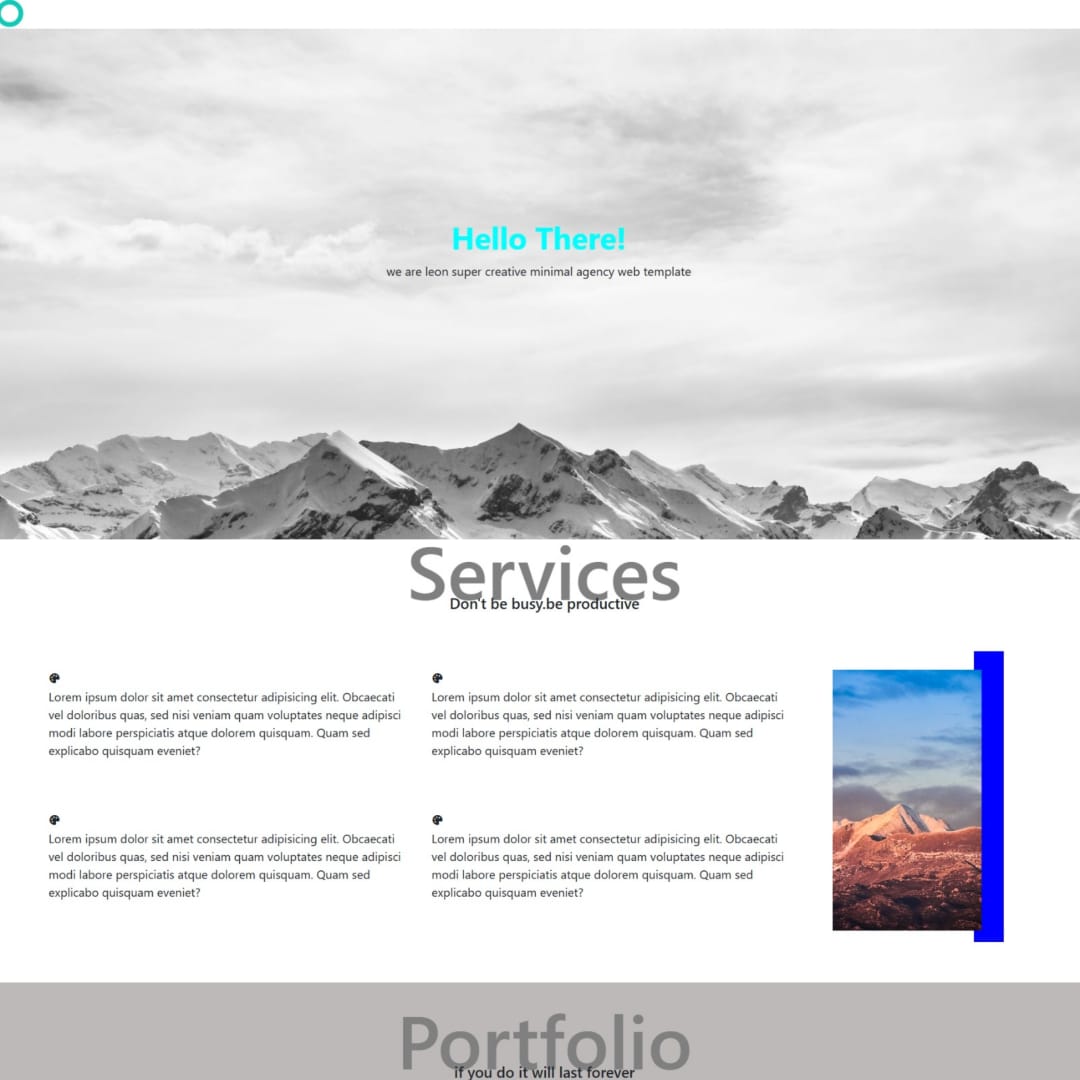 Hello There!
we are leon super creative minimal agency web template
Services
Don't be busy.be productive
Lorem ipsum dolor sit amet consectetur adipisicing elit. Obcaecati
vel doloribus quas, sed nisi veniam quam voluptates neque adipisci
modi labore perspiciatis atque dolorem quisquam. Quam sed
explicabo quisquam eveniet?
Lorem ipsum dolor sit amet consectetur adipisicing elit. Obcaecati
vel doloribus quas, sed nisi veniam quam voluptates neque adipisci
modi labore perspiciatis atque dolorem quisquam. Quam sed
explicabo quisquam eveniet?
Lorem ipsum dolor sit amet consectetur adipisicing elit. Obcaecati
vel doloribus quas, sed nisi veniam quam voluptates neque adipisci
modi labore perspiciatis atque dolorem quisquam. Quam sed
explicabo quisquam eveniet?
Lorem ipsum dolor sit amet consectetur adipisicing elit. Obcaecati
vel doloribus quas, sed nisi veniam quam voluptates neque adipisci
modi labore perspiciatis atque dolorem quisquam. Quam sed
explicabo quisquam eveniet?
Portfolio
if you do it will last forever